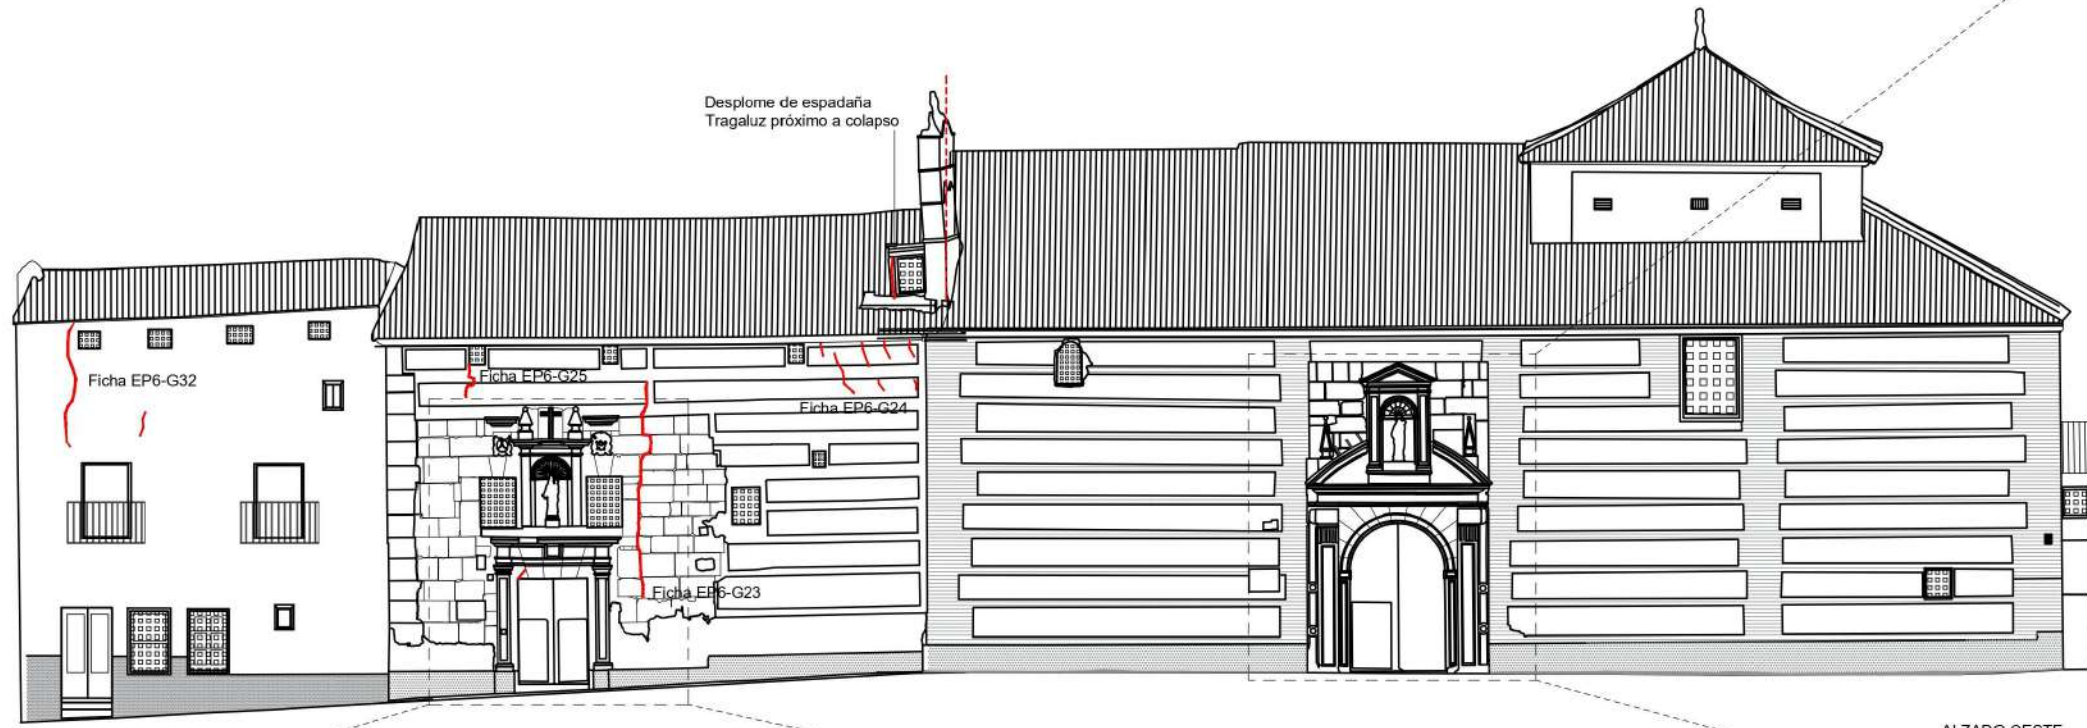 Desplome de espadaña
Tragaluz próximo a colapso
Ficha EP6-G32
Ficha EP6-G25
Ficha EP6-G24
Ficha EP6-G23